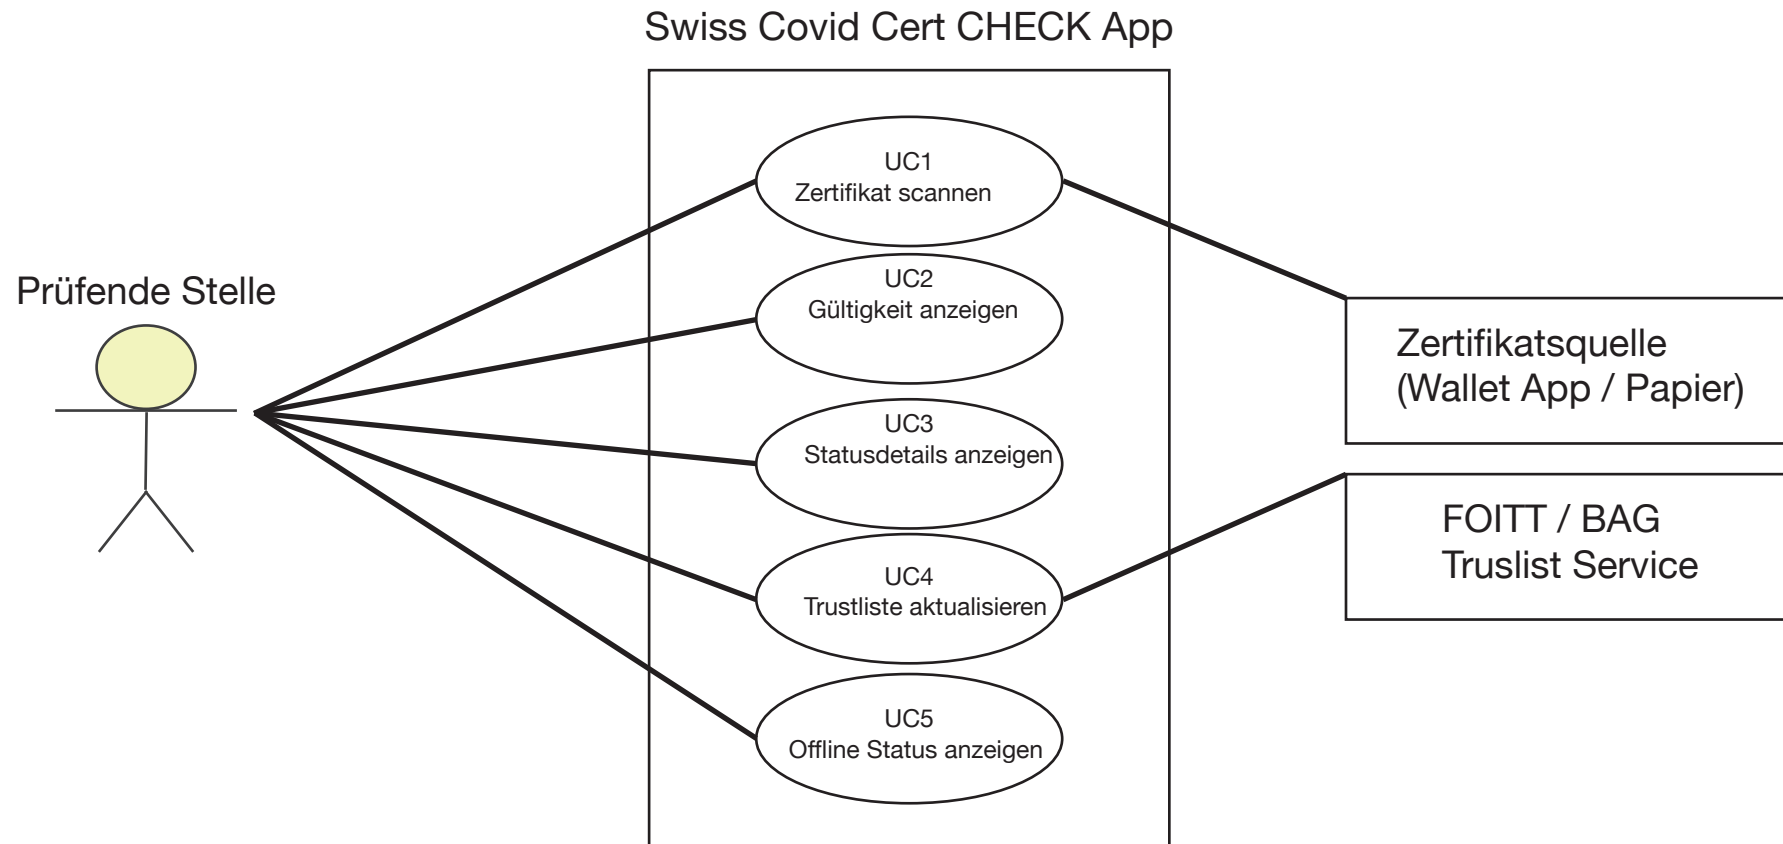 Swiss Covid Cert CHECK App
Prüfende Stelle
UC1
Zertifikat scannen
UC2
Gültigkeit anzeigen
UC3
Statusdetails anzeigen
UC4
Trustliste aktualisieren
UC5
Offline Status anzeigen
Zertifikatsquelle
(Wallet App / Papier)
FOITT / BAG
Truslist Service